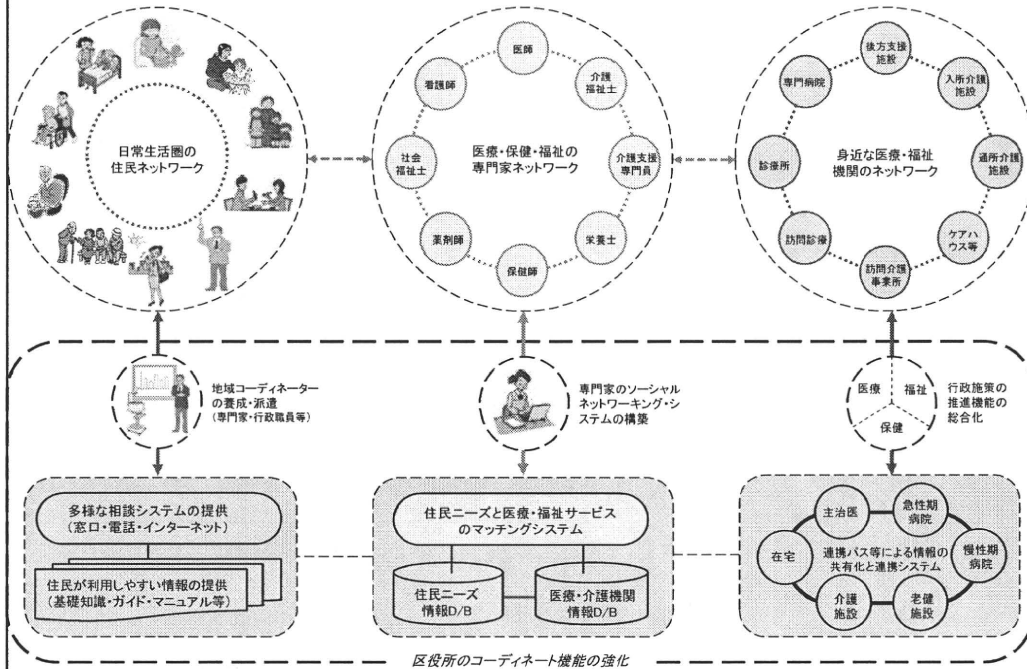 日常生活圏の
住民ネットワーク
医療・保健・福祉の
専門家ネットワーク
医師
介護
福祉士
介護支援
専門員
栄養士
保健師
薬剤師
社会
福祉士
看護師
身近な医療・福祉
機関のネットワーク
後方支援
施設
入所介護
施設
通所介護
施設
ケアハ
ウス等
訪問介護
事業所
訪問診療
診療所
専門病院
地域コーディネーター
の養成・派遣
(専門家・行政職員等)
専門家のソーシャル
ネットワーキング・シ
ステムの構築
医療
福祉
保健
行政施策の
推進機能の
総合化
多様な相談システムの提供
(窓口・電話・インターネット)
住民が利用しやすい情報の提供
(基礎知識・ガイド・マニュアル等)
住民ニーズと医療・福祉サービス
のマッチングシステム
住民ニーズ
情報D/B
医療・介護機関
情報D/B
主治医
急性期
病院
在宅
連携パス等による情報の
共有化と連携システム
慢性期
病院
介護
施設
老健
施設
区役所のコーディネート機能の強化